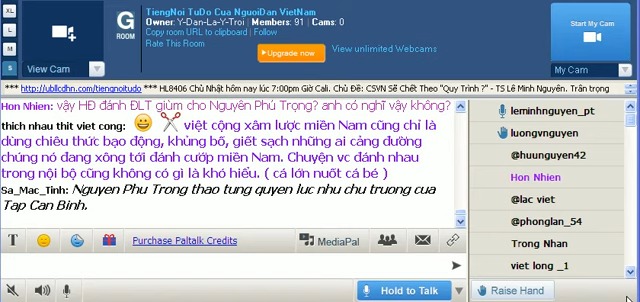 XL
L
M
S
View Cam
G
ROOM
TiengNoi TuDo Cua NguoiDan VietNam
Owner: Y-Dan-La-Y-Troi | Members: 91 | Cams: 0
Copy room URL to clipboard | Follow
Rate This Room
Upgrade now
View unlimited Webcams
Start My Cam
My Cam
*** http://ubllcdhn.com/tiengnoitudo *** HL8406 Chủ Nhật hôm nay lúc 7:00pm Giờ Cali. Chủ Đề: CSVN Sẽ Chết Theo "Quy Trình ?" - TS Lê Minh Nguyên. Trân trọng
Hon Nhien: vậy HĐ đánh ĐLT giùm cho Nguyên Phú Trọng? anh có nghĩ vậy không?
thich nhau thit viet cong: việt cộng xâm lược miền Nam cũng chỉ là
dùng chiêu thức bạo động, khủng bố, giết sạch những ai cảng đường
chúng nó đang xông tới đánh cướp miền Nam. Chuyện vc đánh nhau
trong nội bộ cũng không có gì là khó hiểu. ( cá lớn nuốt cá bé )
Sa_Mac_Tinh: Nguyen Phu Trong thao tung quyen luc nhu chu truong cua
Tap Can Binh.
leminhnguyen_pt
luongvnguyen
@huunguyen42
Hon Nhien
@lac viet
@phonglan_54
Trong Nhan
viet long _1
T
Purchase Paltalk Credits
MediaPal
Hold to Talk
Raise Hand